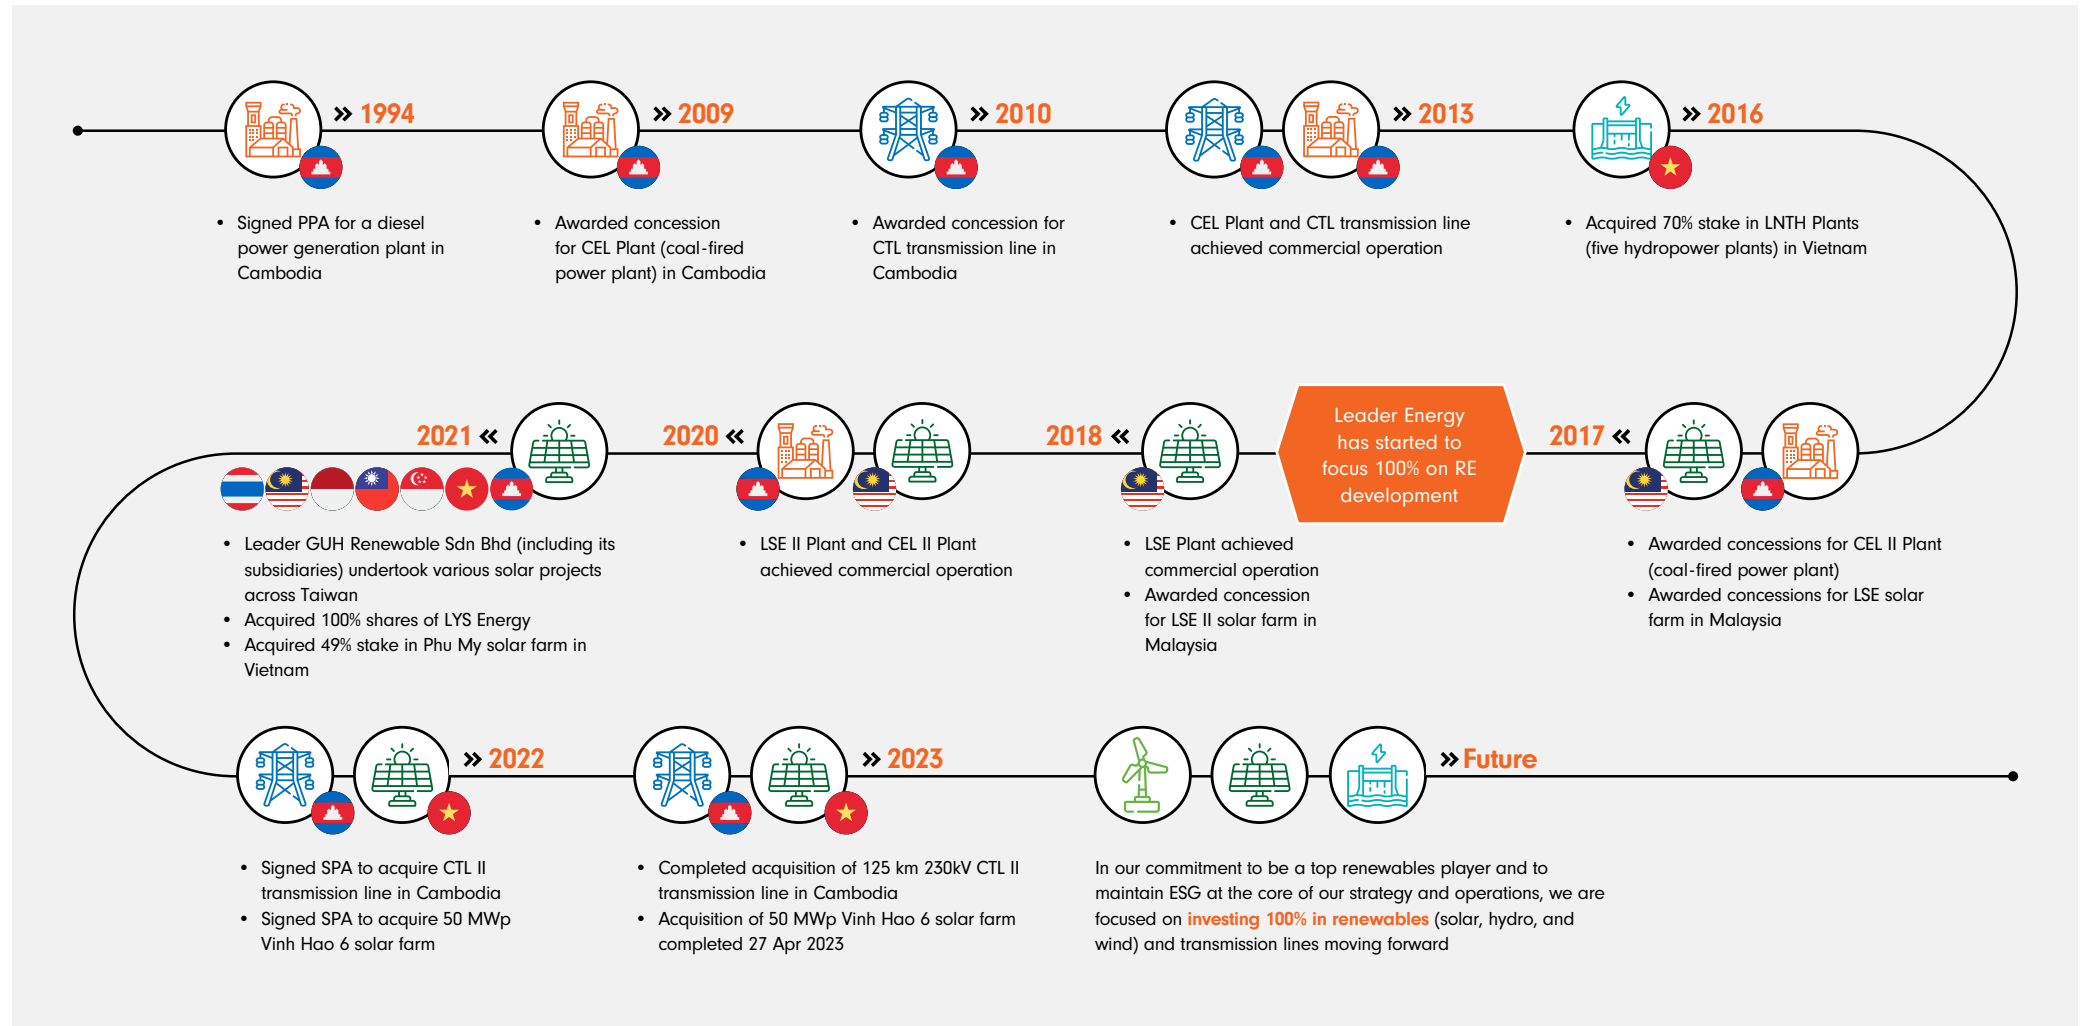 1994
• Signed PPA for a diesel
power generation plant in
Cambodia
2009
• Awarded concession
for CEL Plant (coal-fired
power plant) in Cambodia
2010
• Awarded concession for
CTL transmission line in
Cambodia
2013
• CEL Plant and CTL transmission line
achieved commercial operation
2016
• Acquired 70% stake in LNTH Plants
(five hydropower plants) in Vietnam
2017
• Awarded concessions for CEL II Plant
(coal-fired power plant)
• Awarded concessions for LSE solar
farm in Malaysia
Leader Energy
has started to
focus 100% on RE
development
2018
• LSE Plant achieved
commercial operation
• Awarded concession
for LSE II solar farm in
Malaysia
2020
• LSE II Plant and CEL II Plant
achieved commercial operation
2021
• Leader GUH Renewable Sdn Bhd (including its
subsidiaries) undertook various solar projects
across Taiwan
• Acquired 100% shares of LYS Energy
• Acquired 49% stake in Phu My solar farm in
Vietnam
2022
• Signed SPA to acquire CTL II
transmission line in Cambodia
• Signed SPA to acquire 50 MWp
Vinh Hao 6 solar farm
2023
• Completed acquisition of 125 km 230kV CTL II
transmission line in Cambodia
• Acquisition of 50 MWp Vinh Hao 6 solar farm
completed 27 Apr 2023
Future
In our commitment to be a top renewables player and to
maintain ESG at the core of our strategy and operations, we are
focused on investing 100% in renewables (solar, hydro, and
wind) and transmission lines moving forward